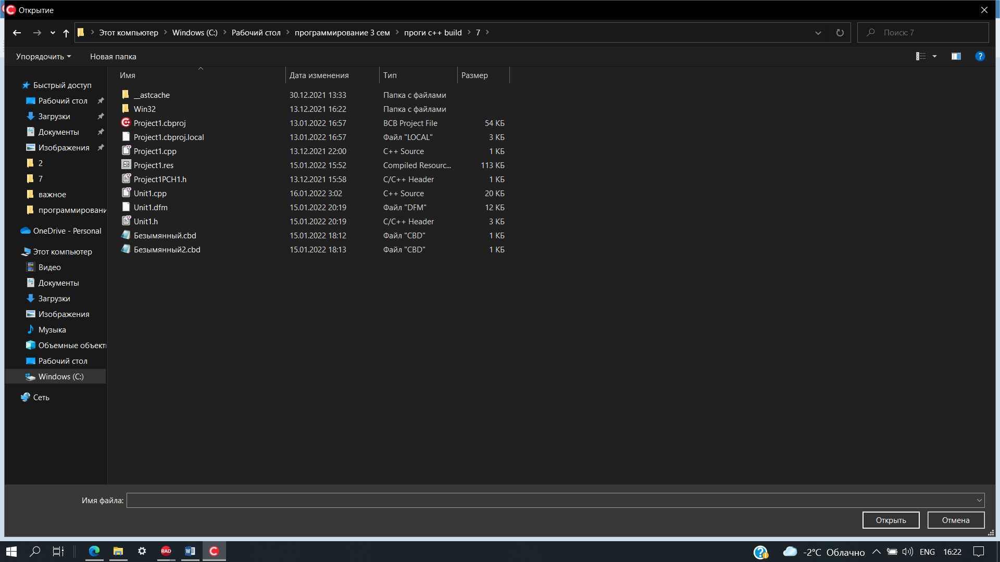 Открытие
Этот компьютер > Windows (C:) > Рабочий стол > программирование 3 сем > проги с++ build > 7 >
Поиск: 7
Упорядочить
Новая папка
Имя Дата изменения Тип Размер
__astcache 30.12.2021 13:33 Папка с файлами
Win32 13.12.2021 16:22 Папка с файлами
Project1.cbproj 13.01.2022 16:57 BCB Project File 54 КБ
Project1.cbproj.local 13.01.2022 16:57 Файл "LOCAL" 3 КБ
Project1.cpp 13.12.2021 22:00 C++ Source 1 КБ
Project1.res 15.01.2022 15:52 Compiled Resourc... 113 КБ
Project1PCH1.h 13.12.2021 15:58 C/C++ Header 1 КБ
Unit1.cpp 16.01.2022 3:02 C++ Source 20 КБ
Unit1.dfm 15.01.2022 20:19 Файл "DFM" 12 КБ
Unit1.h 15.01.2022 20:19 C/C++ Header 3 КБ
Безымянный.cbd 15.01.2022 18:12 Файл "CBD" 1 КБ
Безымянный2.cbd 15.01.2022 18:13 Файл "CBD" 1 КБ
Быстрый доступ
Рабочий стол
Загрузки
Документы
Изображения
2
7
важное
программировани
OneDrive - Personal
Этот компьютер
Видео
Документы
Загрузки
Изображения
Музыка
Объемные объект
Рабочий стол
Windows (C:)
Сеть
Имя файла:
Открыть
Отмена
RAD
-2°C Облачно
ENG
16:22